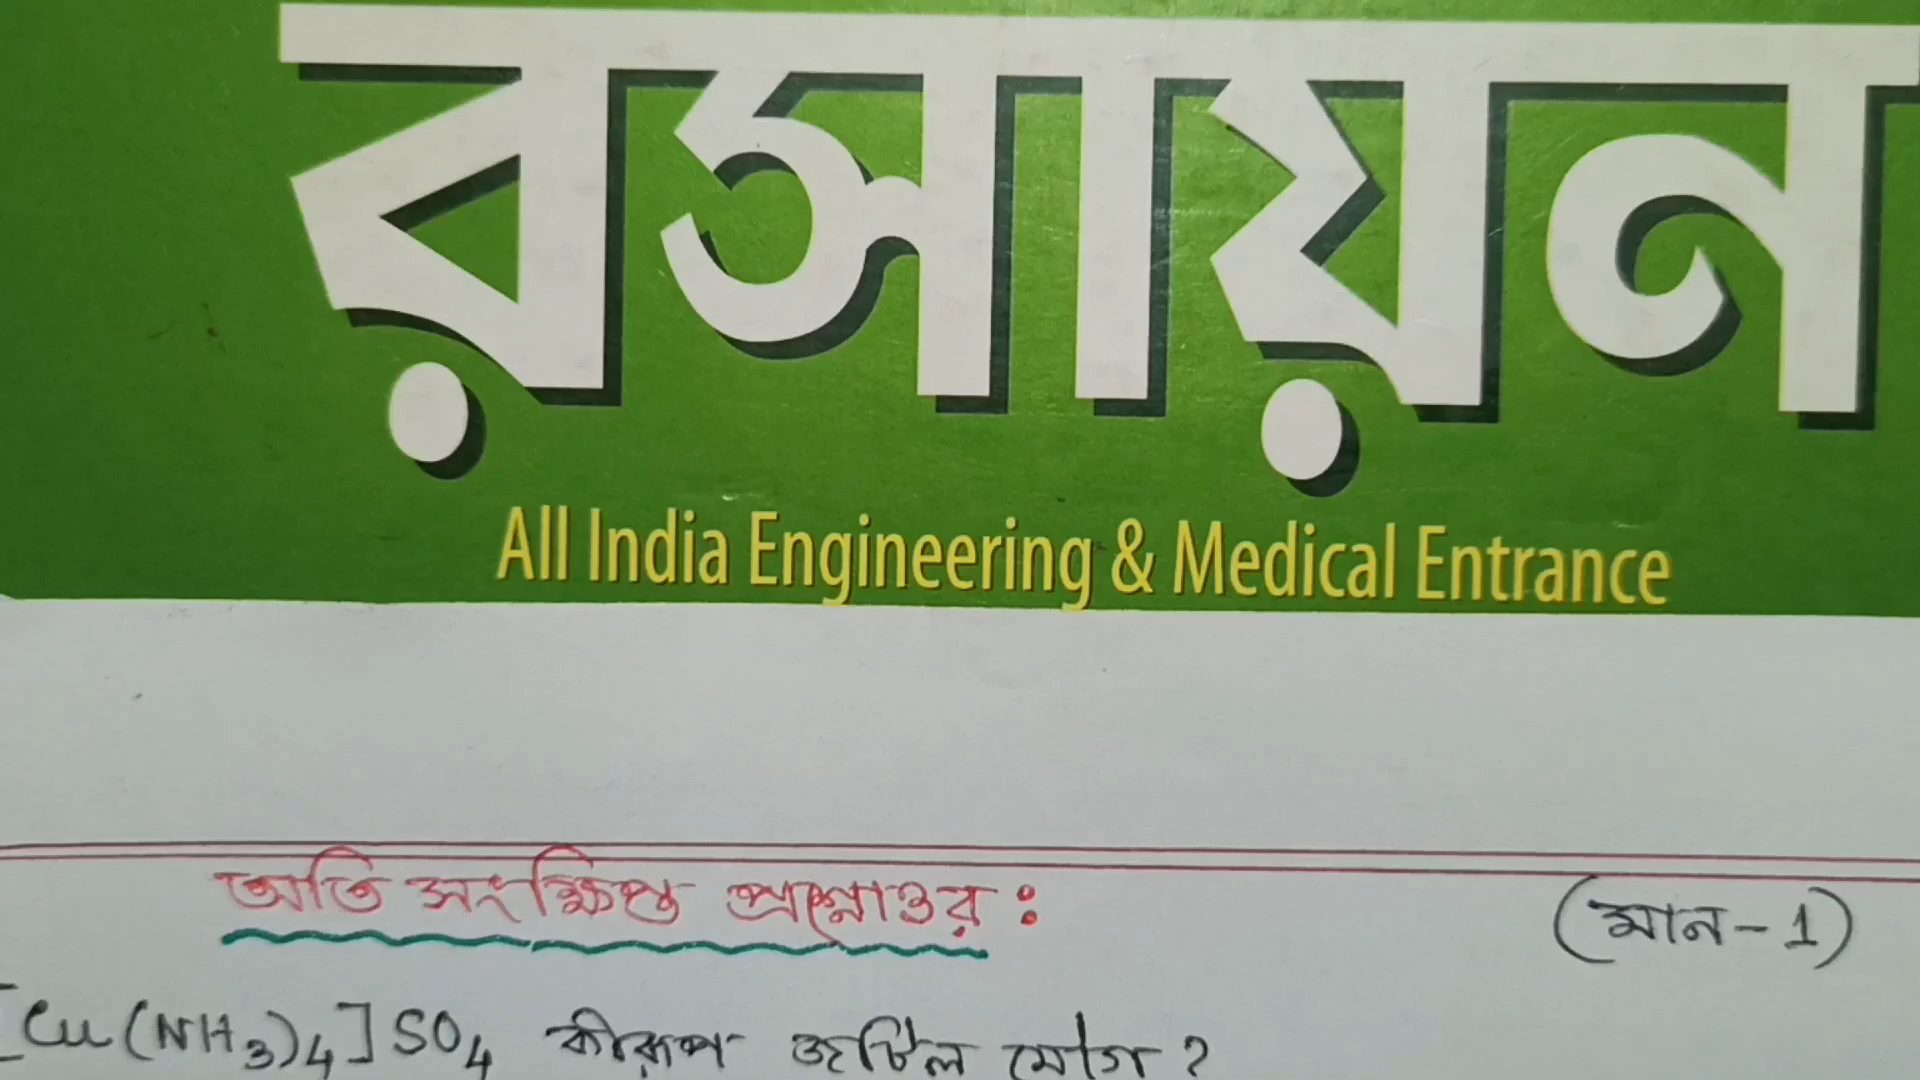 রসায়ন
All India Engineering & Medical Entrance
অতি সংক্ষিপ্ত প্রশ্নোত্তর : (মান-1)
[Cu(NH3)4]SO4 কীরূপ জটিল যৌগ ?